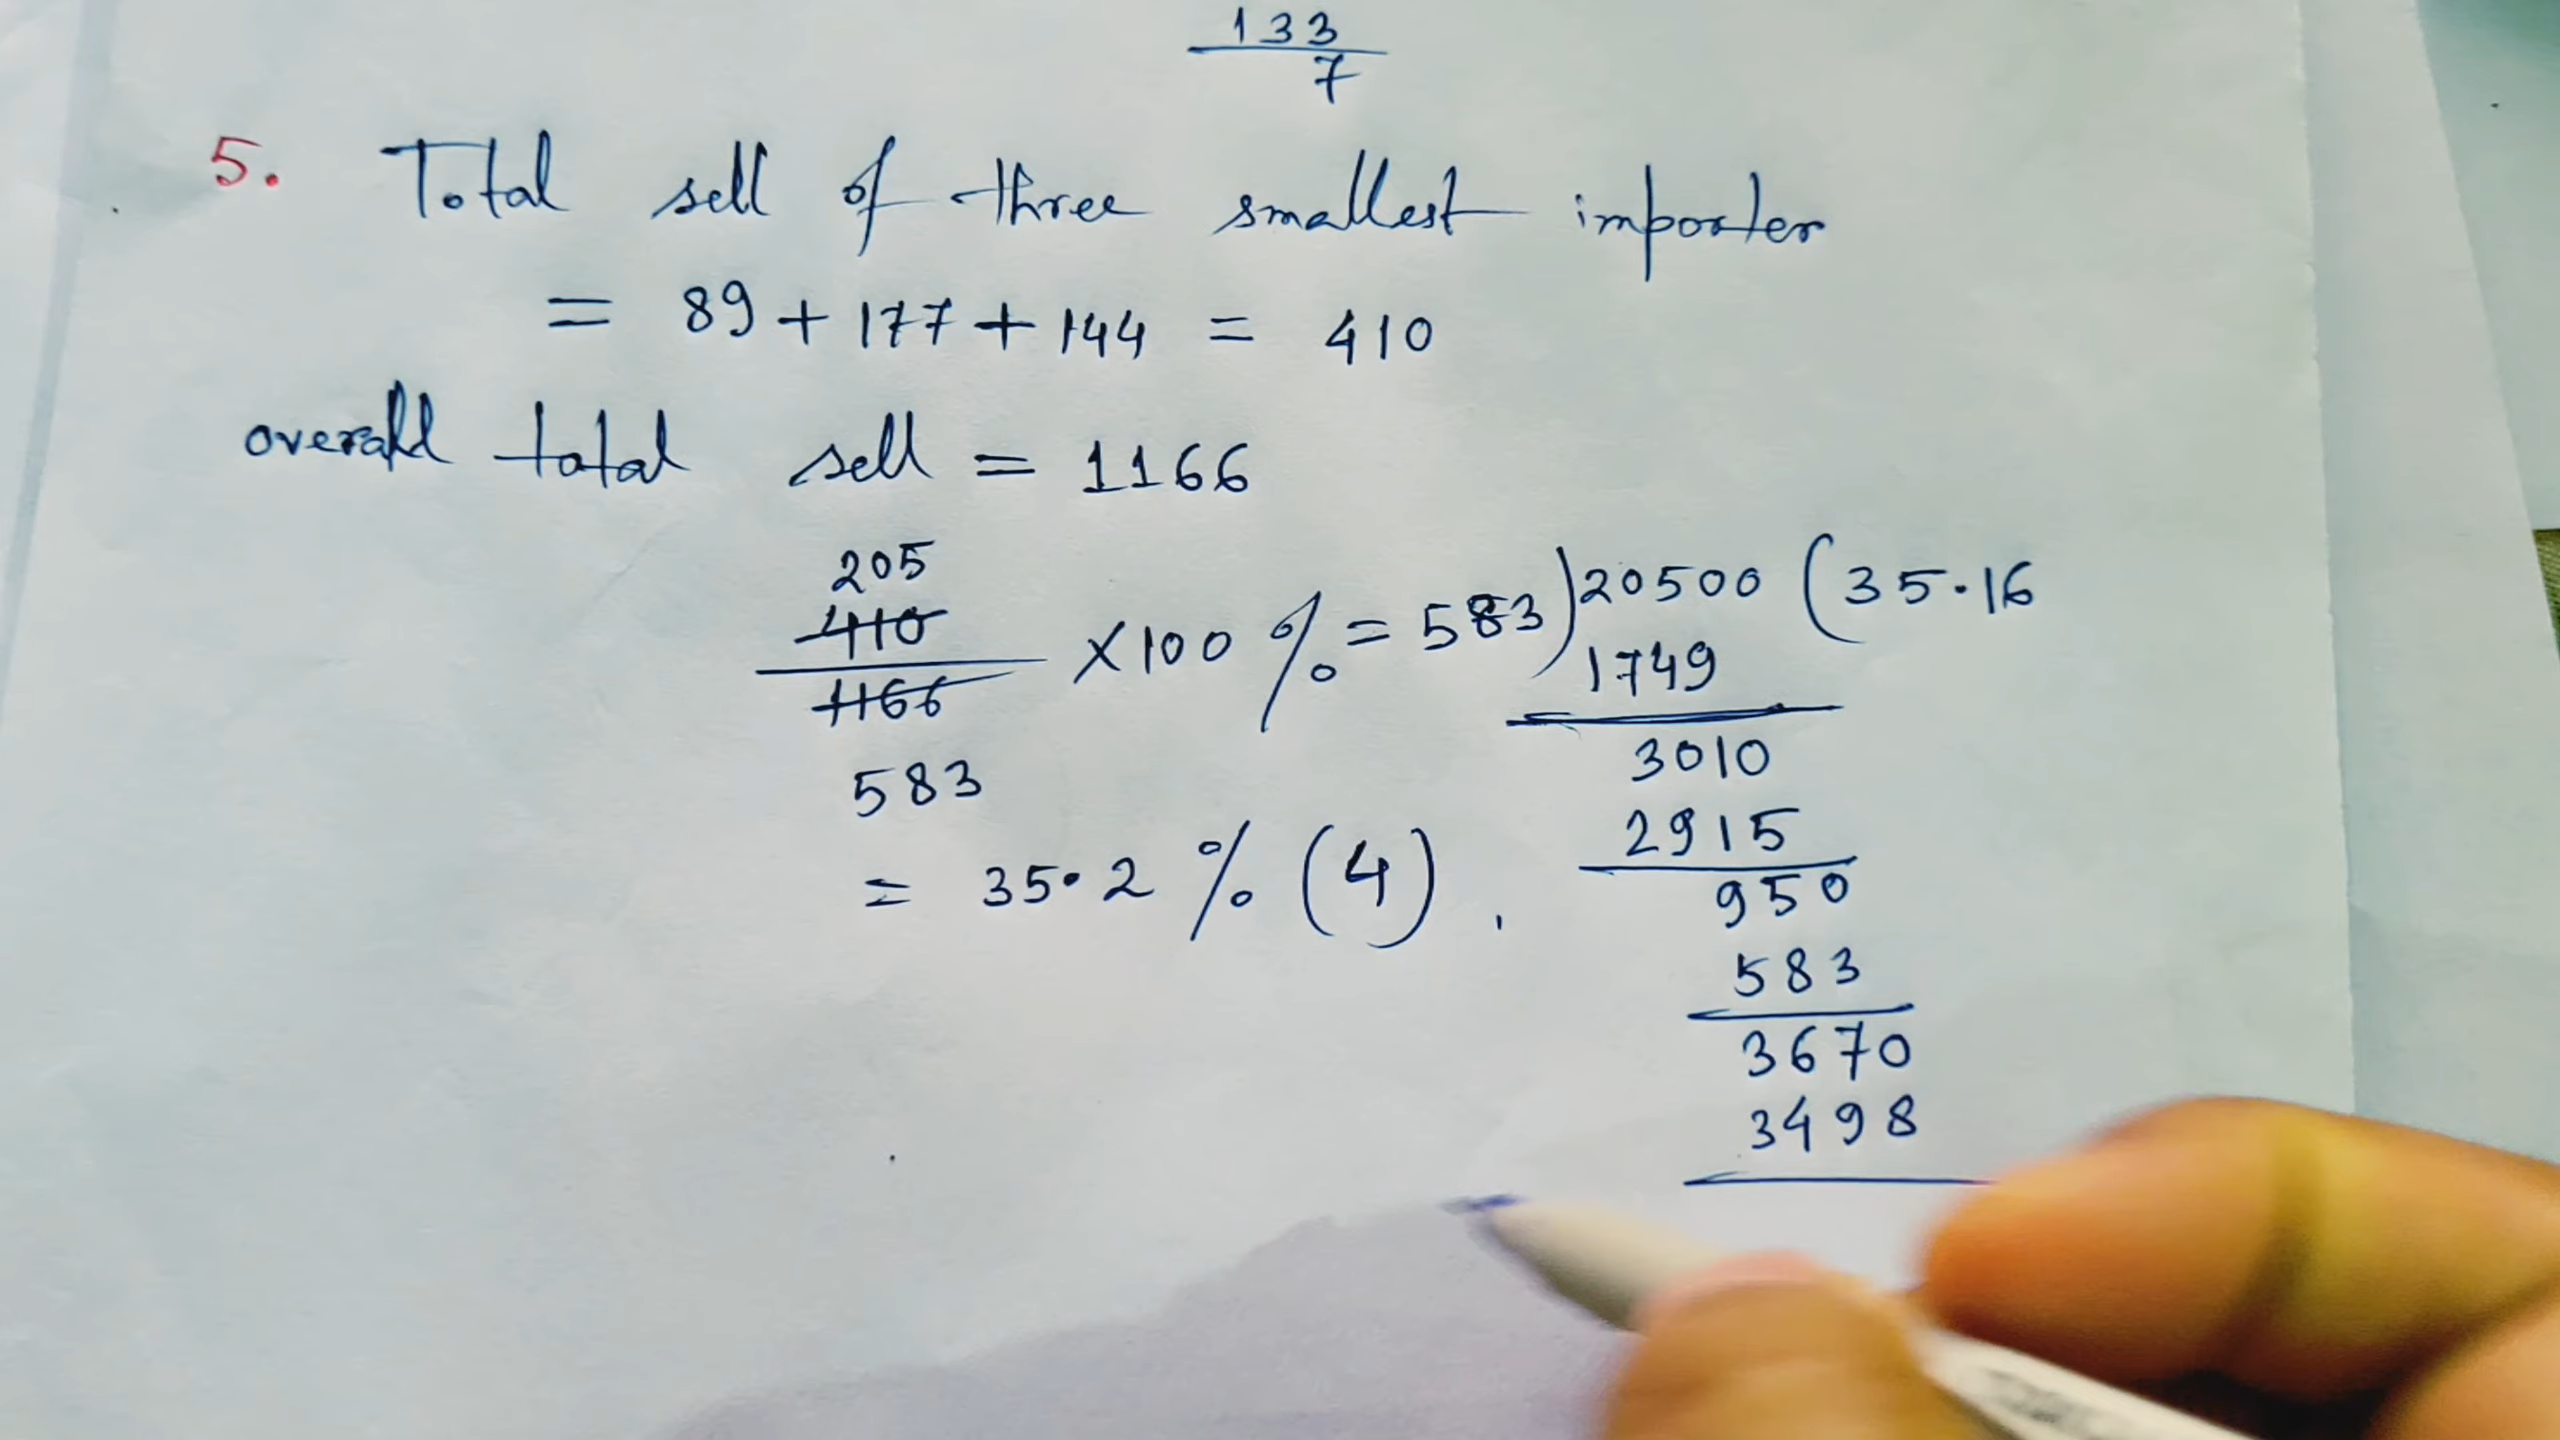 133
7
5. Total sell of three smallest importer
= 89 + 177 + 144 = 410
overall total sell = 1166
205
410
1166
583
× 100 % = 583 ) 20500 ( 35.16
1749
3010
2915
950
583
3670
3498
= 35.2 % (4).